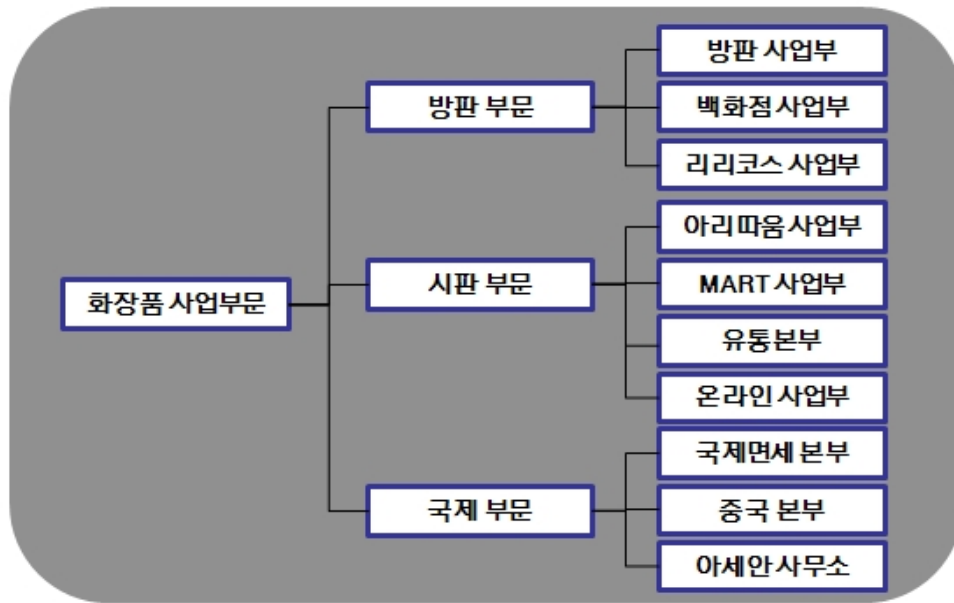 화장품 사업부문
방판 부문
방판 사업부
백화점 사업부
리리코스 사업부
시판 부문
아리따움 사업부
MART 사업부
유통본부
온라인 사업부
국제 부문
국제면세 본부
중국 본부
아세안 사무소